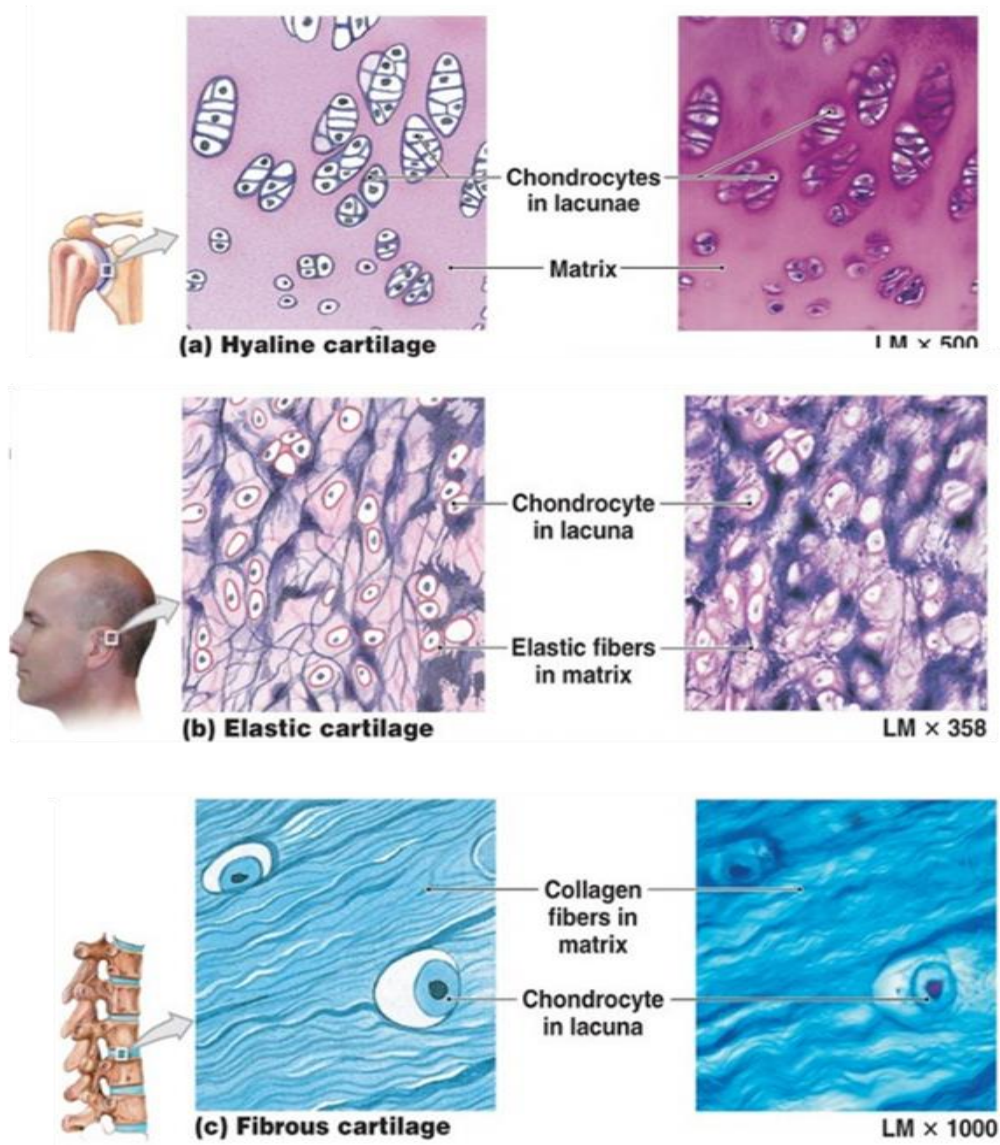 Chondrocytes
in lacunae
Matrix
(a) Hyaline cartilage
LM × 500
Chondrocyte
in lacuna
Elastic fibers
in matrix
(b) Elastic cartilage
LM × 358
Collagen
fibers in
matrix
Chondrocyte
in lacuna
(c) Fibrous cartilage
LM × 1000